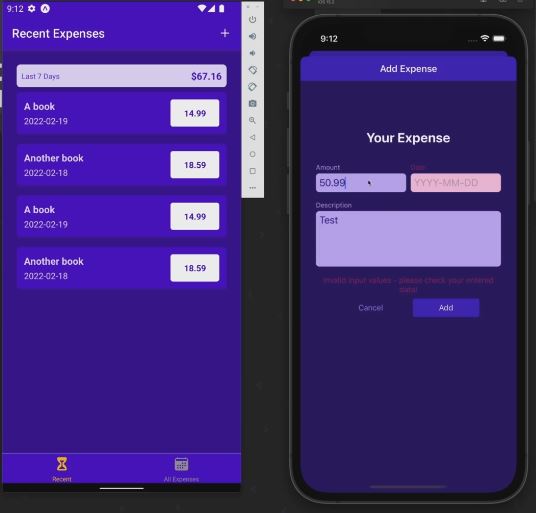 9:12
Recent Expenses
+
Last 7 Days
$67.16
A book
2022-02-19
14.99
Another book
2022-02-18
18.59
A book
2022-02-19
14.99
Another book
2022-02-18
18.59
Recent
All Expenses
iOS 15.2
9:12
Add Expense
Your Expense
Amount
Date
50.99
YYYY-MM-DD
Description
Test
Invalid input values - please check your entered
data!
Cancel
Add